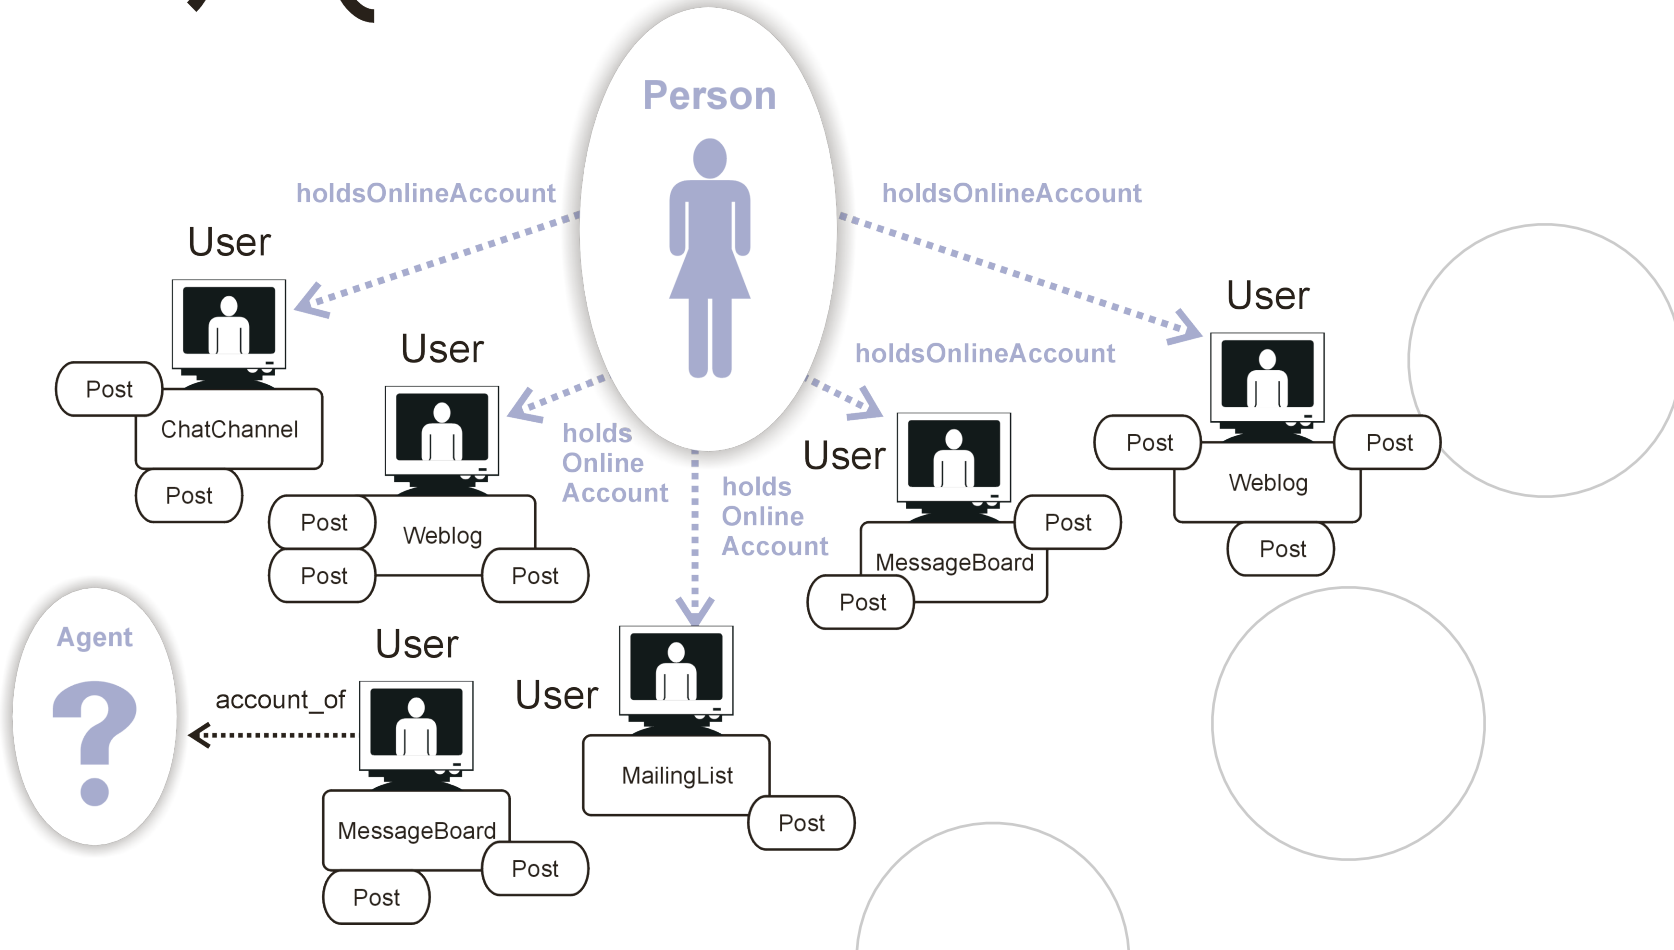 Person
holdsOnlineAccount
holdsOnlineAccount
User
User
User
holdsOnlineAccount
Post
ChatChannel
Post
holds
Online
Account
User
Post
Weblog
Post
Post
Post
Weblog
Post
Post
holds
Online
Account
Post
MessageBoard
Post
Agent
User
account_of
User
MailingList
Post
MessageBoard
Post
Post